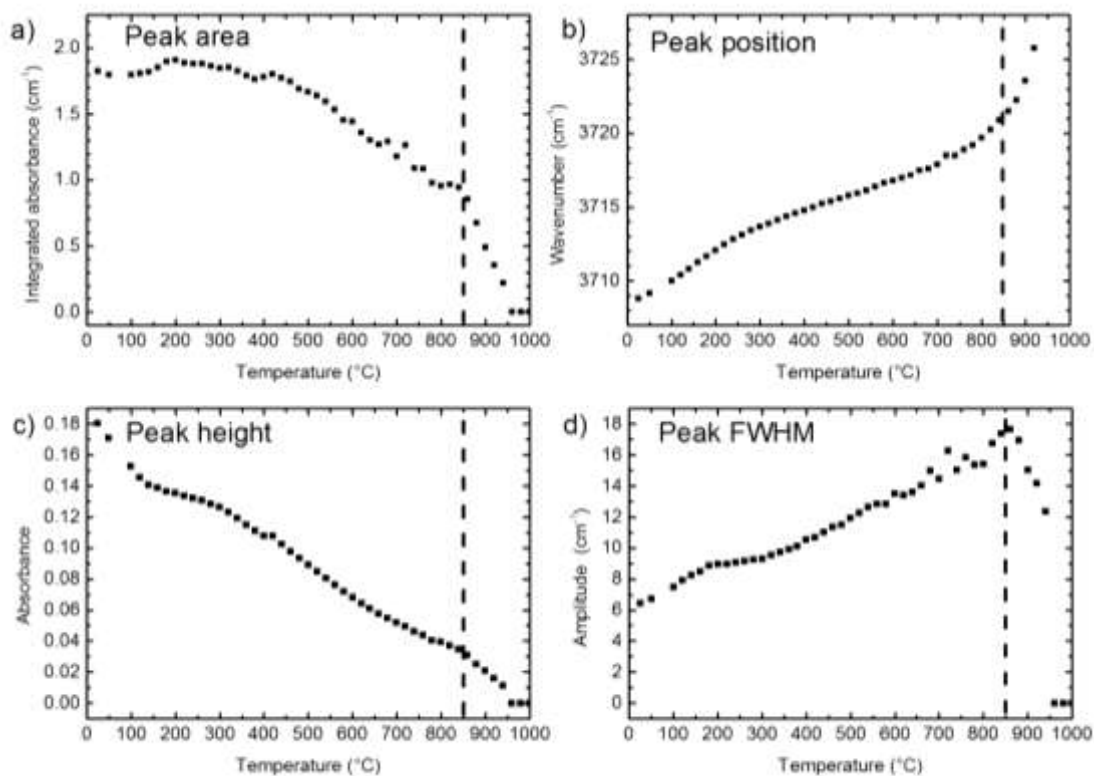 a) Peak area
Integrated absorbance (cm⁻¹)
2.0
1.5
1.0
0.5
0.0
0 100 200 300 400 500 600 700 800 900 1000
Temperature (°C)
b) Peak position
Wavenumber (cm⁻¹)
3725
3720
3715
3710
0 100 200 300 400 500 600 700 800 900 1000
Temperature (°C)
c) Peak height
Absorbance
0.18
0.16
0.14
0.12
0.10
0.08
0.06
0.04
0.02
0.00
0 100 200 300 400 500 600 700 800 900 1000
Temperature (°C)
d) Peak FWHM
Amplitude (cm⁻¹)
18
16
14
12
10
8
6
4
2
0
0 100 200 300 400 500 600 700 800 900 1000
Temperature (°C)